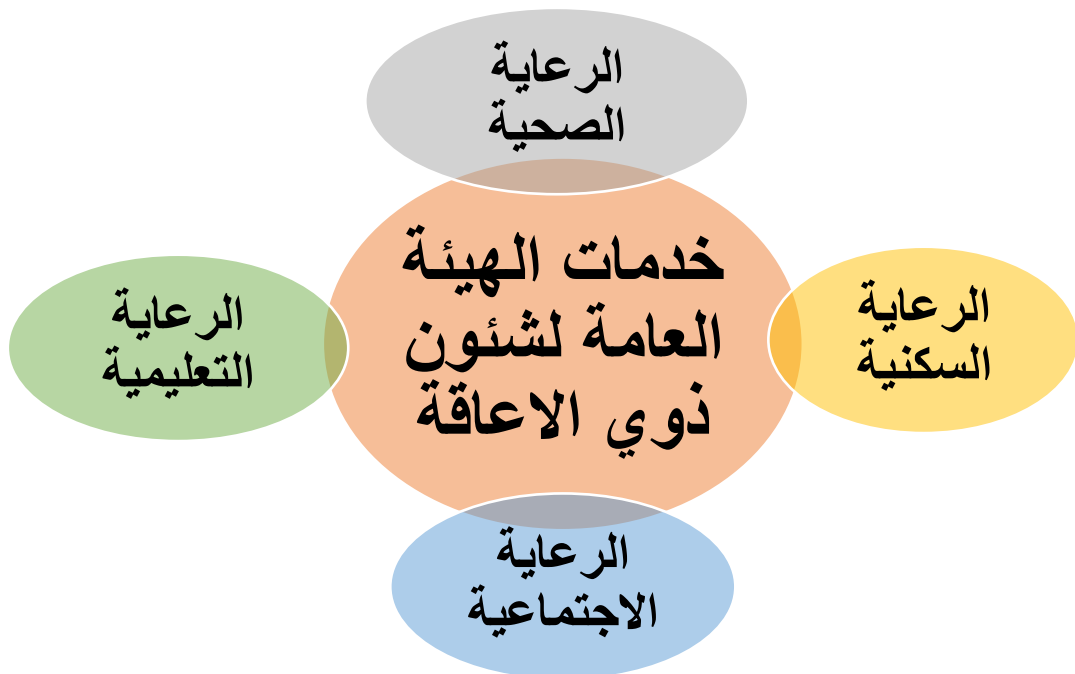 الرعاية
الصحية
خدمات الهيئة
العامة لشئون
ذوي الاعاقة
الرعاية
السكنية
الرعاية
التعليمية
الرعاية
الاجتماعية